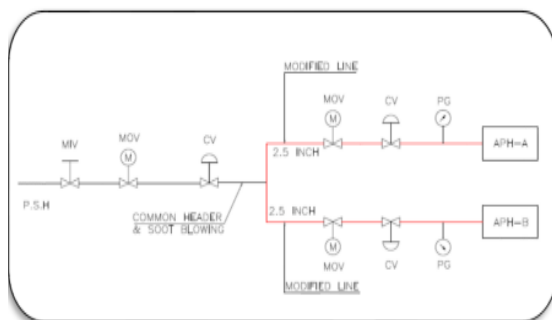 MODIFIED LINE
MIV
MOV
CV
MOV
CV
PG
M
M
2.5 INCH
APH-A
P.S.H
COMMON HEADER
& SOOT BLOWING
2.5 INCH
APH-B
M
MOV
CV
PG
MODIFIED LINE